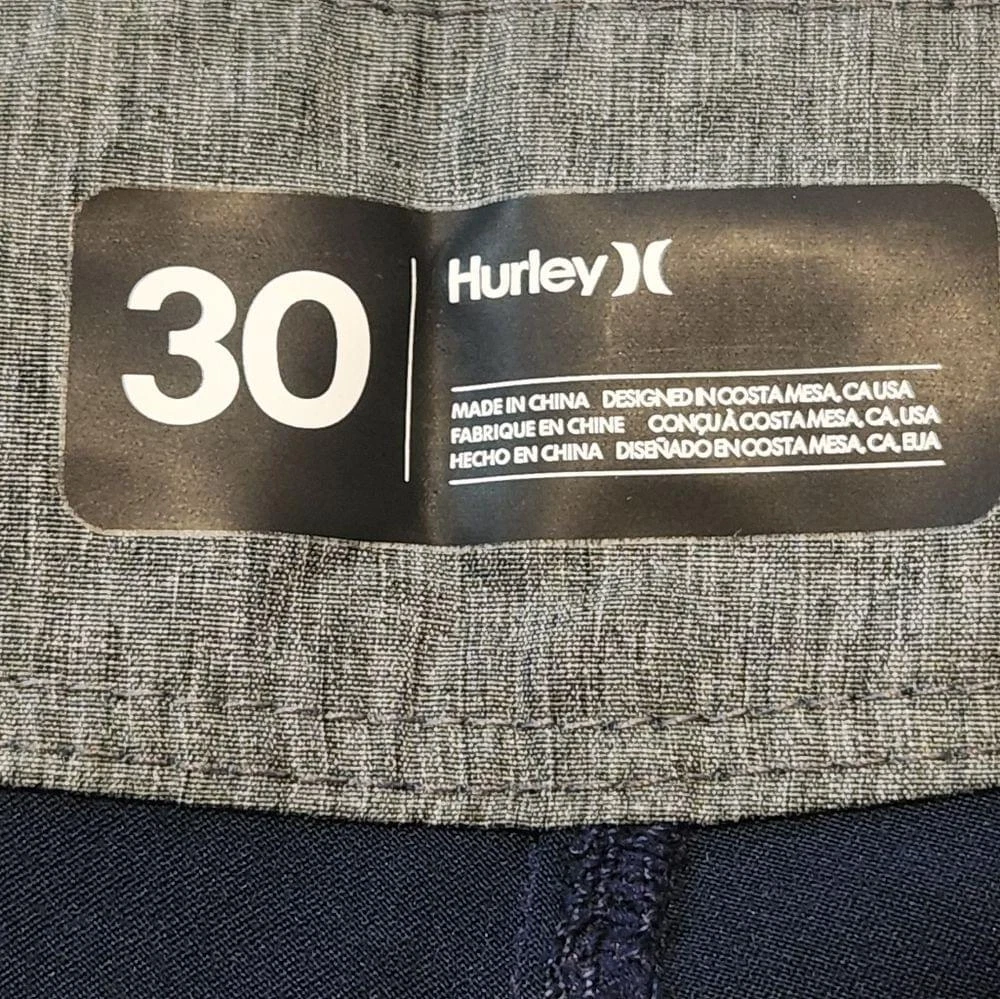 30
Hurley
MADE IN CHINA DESIGNED IN COSTA MESA, CA USA
FABRIQUE EN CHINE CONÇU À COSTA MESA, CA, USA
HECHO EN CHINA DISEÑADO EN COSTA MESA, CA, EUA